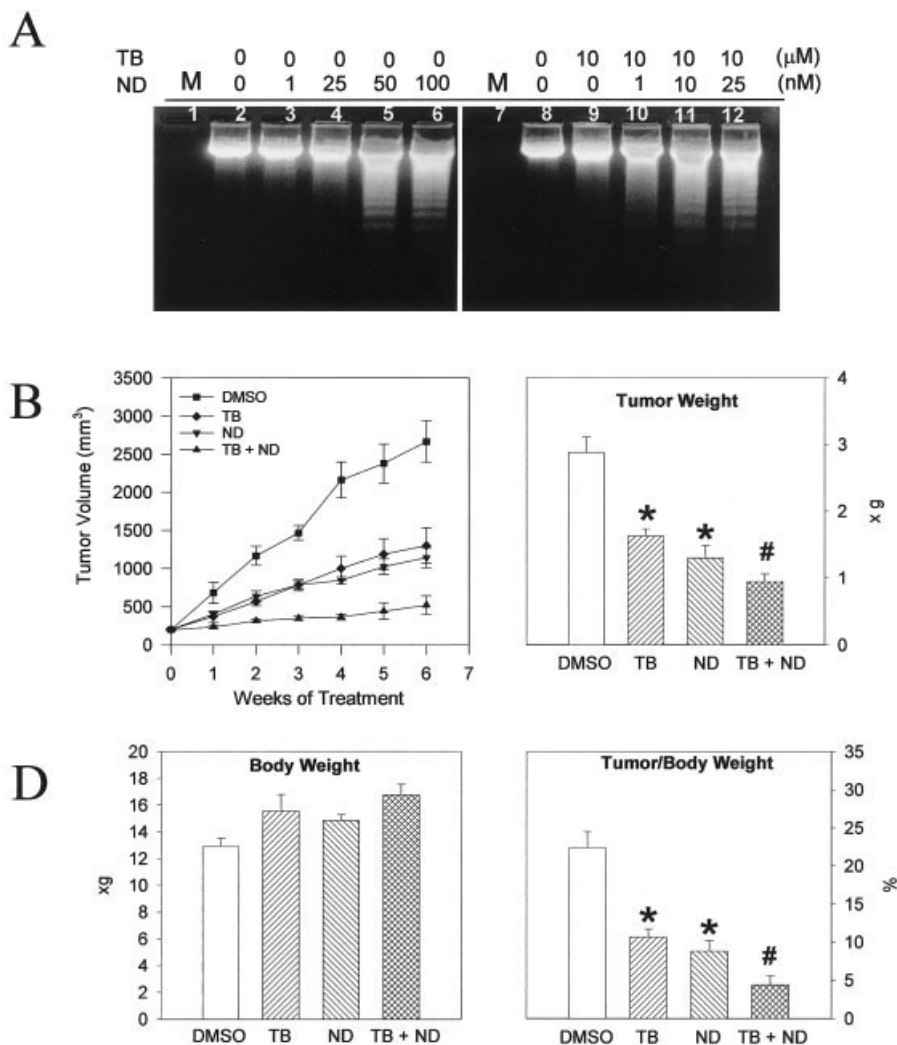 A
TB 0 0 0 0 0 0 10 10 10 10 (μM)
ND M 0 1 25 50 100 M 0 0 1 10 25 (nM)
1 2 3 4 5 6 7 8 9 10 11 12
B
Tumor Volume (mm³)
3500
3000
2500
2000
1500
1000
500
0
DMSO
TB
ND
TB + ND
0 1 2 3 4 5 6 7
Weeks of Treatment
Tumor Weight
4
3
2
1
0
x g
* * #
DMSO TB ND TB + ND
D
Body Weight
xg
20
18
16
14
12
10
8
6
4
2
0
DMSO TB ND TB + ND
Tumor/Body Weight
35
30
25
20
15
10
5
0
%
* * #
DMSO TB ND TB + ND